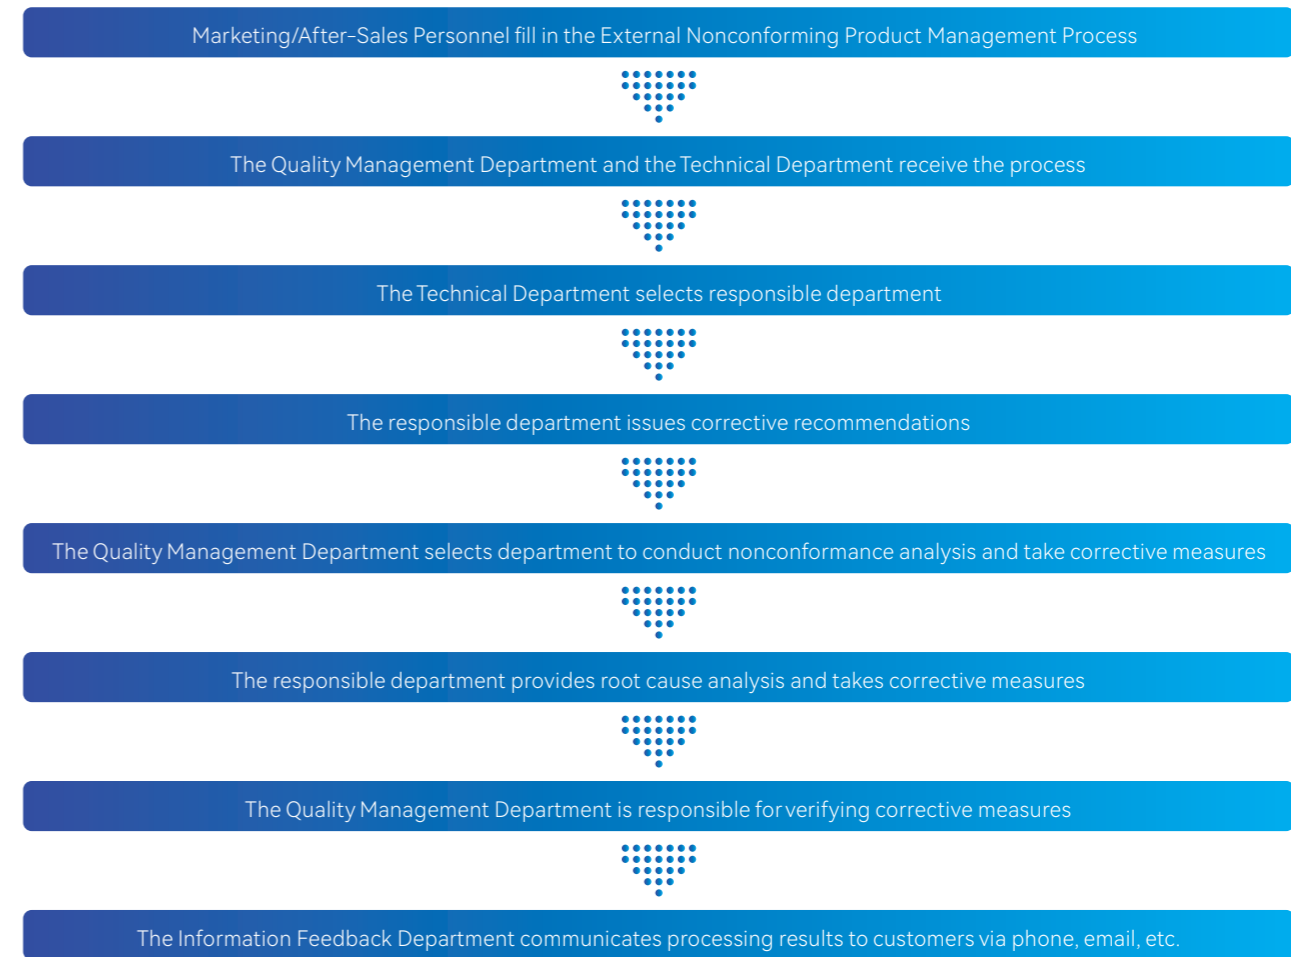 Marketing/After-Sales Personnel fill in the External Nonconforming Product Management Process
The Quality Management Department and the Technical Department receive the process
The Technical Department selects responsible department
The responsible department issues corrective recommendations
The Quality Management Department selects department to conduct nonconformance analysis and take corrective measures
The responsible department provides root cause analysis and takes corrective measures
The Quality Management Department is responsible for verifying corrective measures
The Information Feedback Department communicates processing results to customers via phone, email, etc.